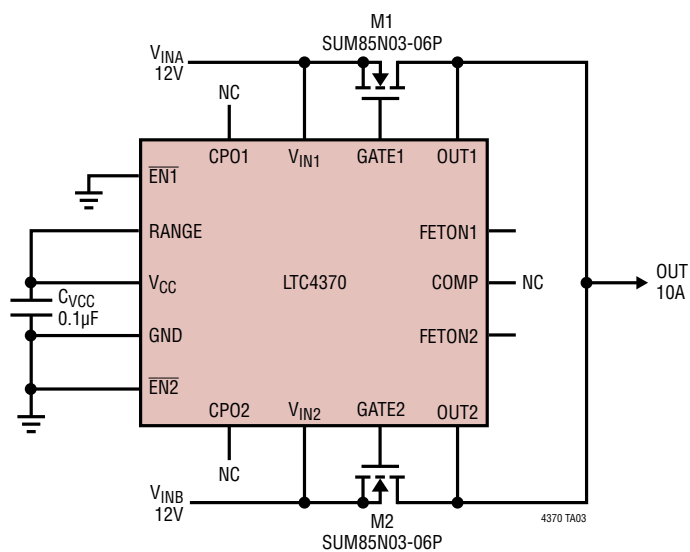 M1
SUM85N03-06P
VINA
12V
NC
CPO1
VIN1
GATE1
OUT1
EN1
RANGE
FETON1
VCC
LTC4370
COMP
NC
OUT
10A
CVCC
0.1µF
GND
FETON2
EN2
CPO2
VIN2
GATE2
OUT2
NC
VINB
12V
M2
SUM85N03-06P
4370 TA03